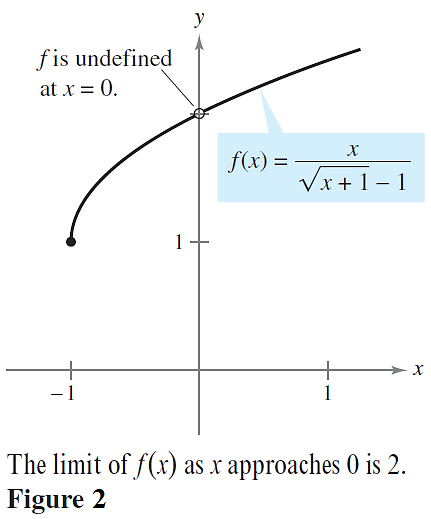 y
f is undefined
at x = 0.
f(x) = x / √x + 1 – 1
1
x
–1
1
The limit of f(x) as x approaches 0 is 2.
Figure 2